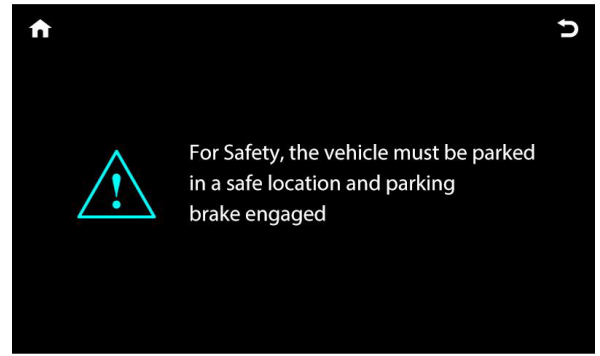 For Safety, the vehicle must be parked
in a safe location and parking
brake engaged